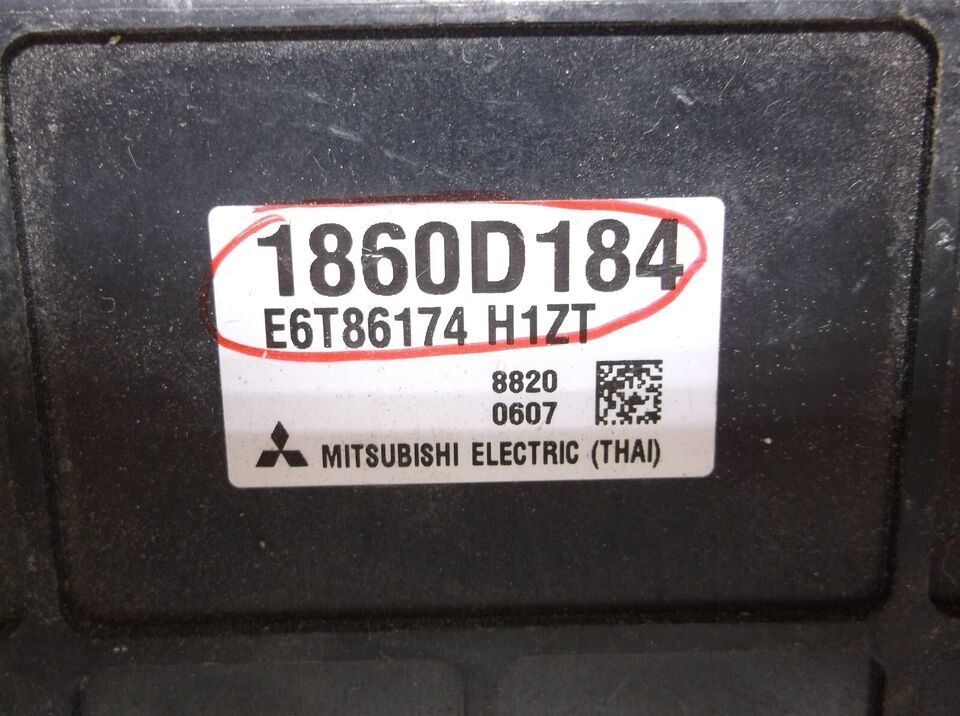 1860D184
E6T86174 H1ZT
8820
0607
MITSUBISHI ELECTRIC (THAI)